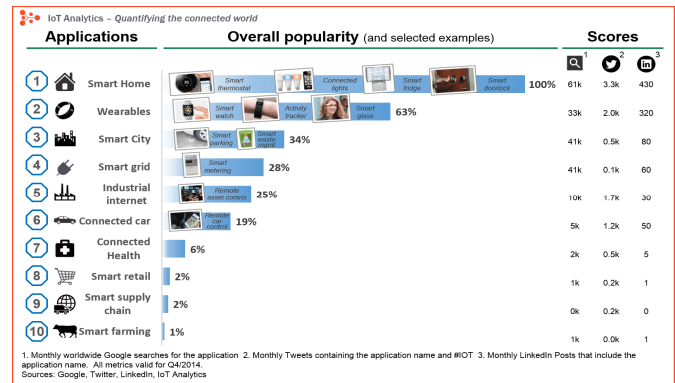 IoT Analytics – Quantifying the connected world
Applications
Overall popularity (and selected examples)
Scores
1
2
3
1
Smart Home
Smart thermostat
Connected lights
Smart fridge
Smart doorlock
100%
61k
3.3k
430
2
Wearables
Smart watch
Activity tracker
Smart glass
63%
33k
2.0k
320
3
Smart City
Smart parking
Smart waste mgmt
34%
41k
0.5k
80
4
Smart grid
Smart metering
28%
41k
0.1k
60
5
Industrial internet
Remote asset control
25%
10k
1.7k
30
6
Connected car
Remote car control
19%
5k
1.2k
50
7
Connected Health
6%
2k
0.5k
5
8
Smart retail
2%
1k
0.2k
1
9
Smart supply chain
2%
0k
0.2k
0
10
Smart farming
1%
1k
0.0k
1
1. Monthly worldwide Google searches for the application 2. Monthly Tweets containing the application name and #IOT 3. Monthly LinkedIn Posts that include the
application name. All metrics valid for Q4/2014.
Sources: Google, Twitter, LinkedIn, IoT Analytics